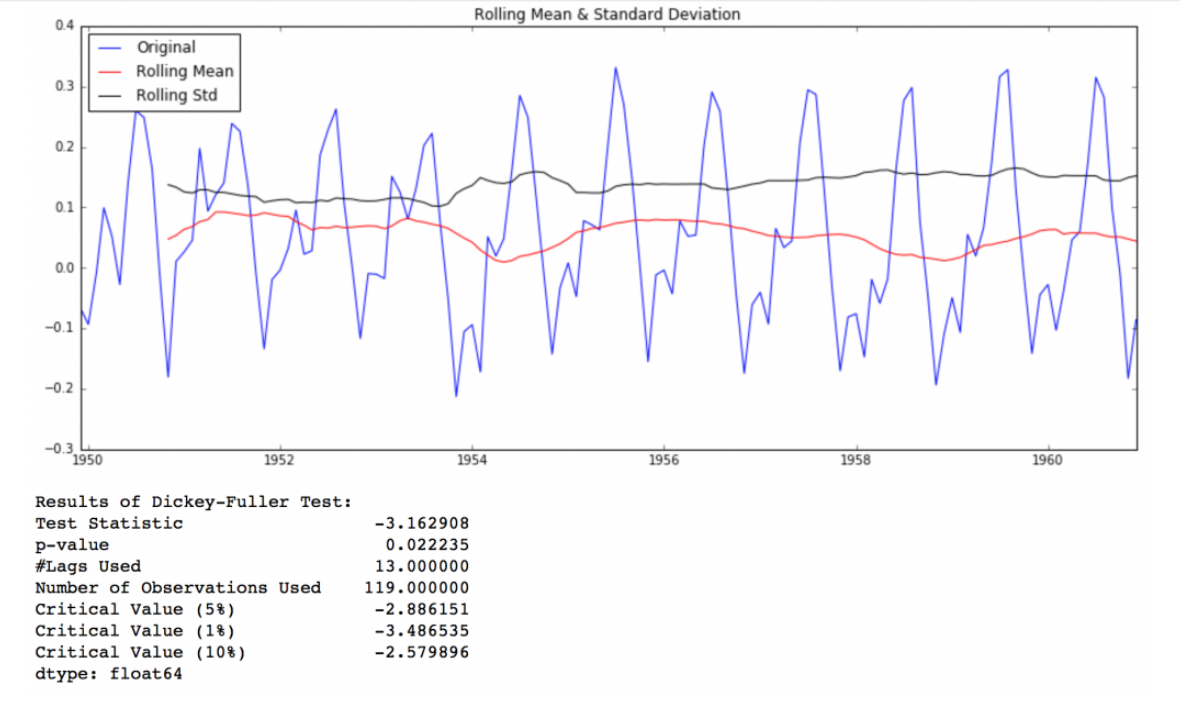 Rolling Mean & Standard Deviation
0.4
Original
Rolling Mean
Rolling Std
0.3
0.2
0.1
0.0
−0.1
−0.2
−0.3
1950 1952 1954 1956 1958 1960
Results of Dickey-Fuller Test:
Test Statistic -3.162908
p-value 0.022235
#Lags Used 13.000000
Number of Observations Used 119.000000
Critical Value (5%) -2.886151
Critical Value (1%) -3.486535
Critical Value (10%) -2.579896
dtype: float64